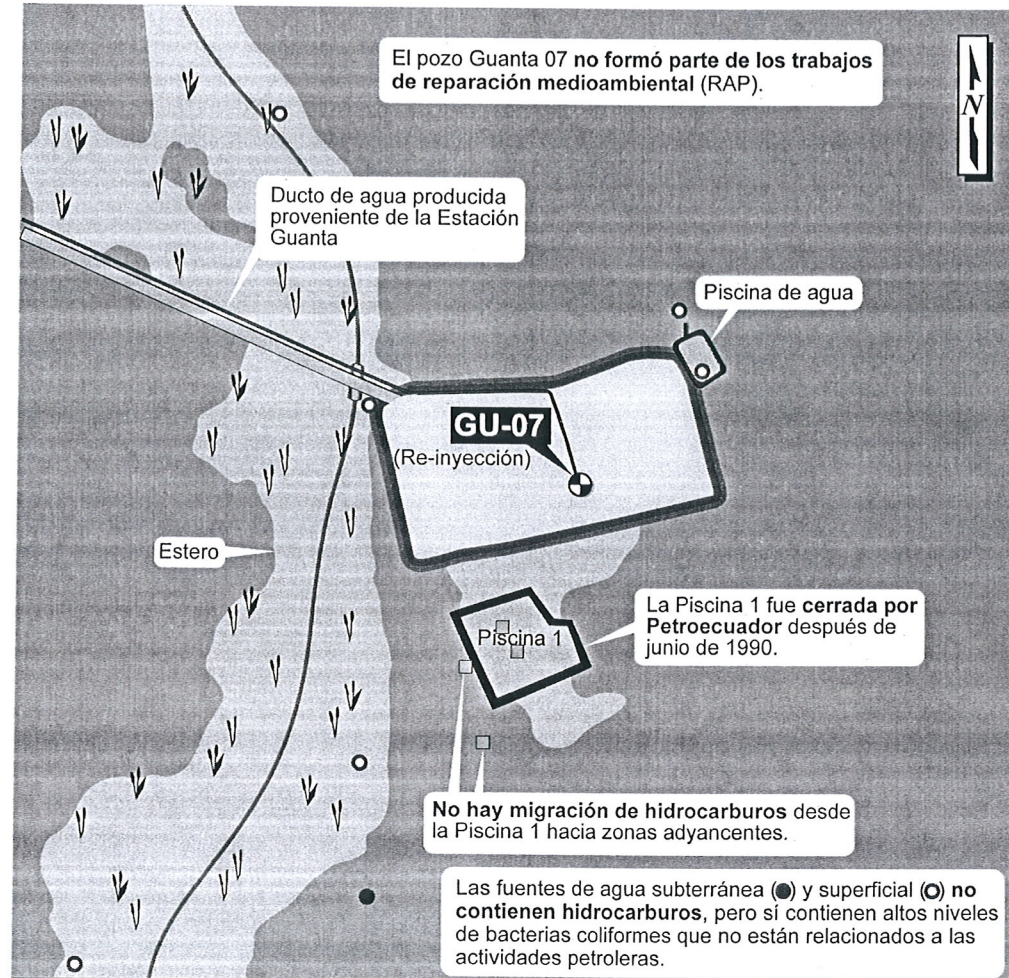 El pozo Guanta 07 no formó parte de los trabajos
de reparación medioambiental (RAP).
N
Ducto de agua producida
proveniente de la Estación
Guanta
Piscina de agua
GU-07
(Re-inyección)
Estero
La Piscina 1 fue cerrada por
Petroecuador después de
junio de 1990.
Piscina 1
No hay migración de hidrocarburos desde
la Piscina 1 hacia zonas adyancentes.
Las fuentes de agua subterránea (●) y superficial (○) no
contienen hidrocarburos, pero sí contienen altos niveles
de bacterias coliformes que no están relacionados a las
actividades petroleras.